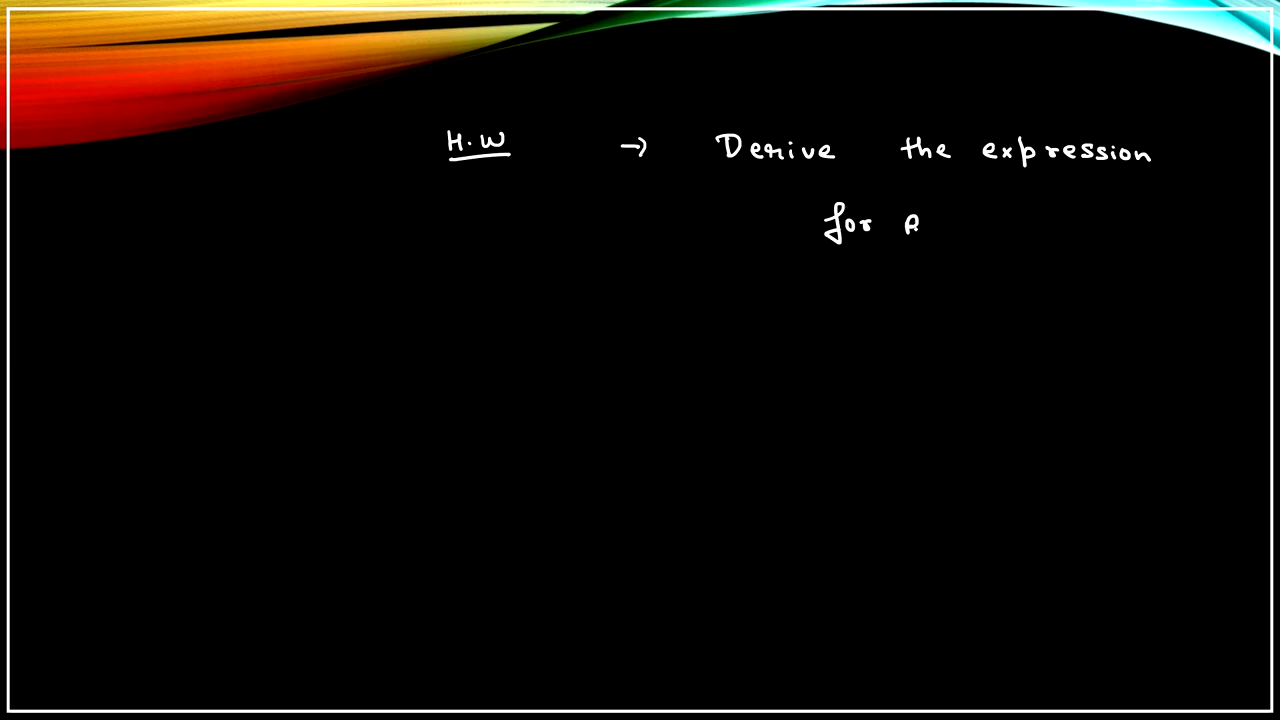 H.W → Derive the expression
for